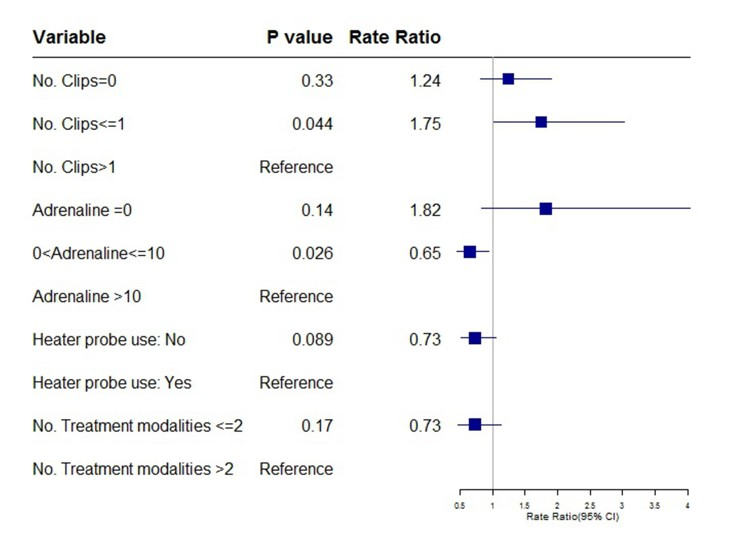 Variable P value Rate Ratio
No. Clips=0 0.33 1.24
No. Clips<=1 0.044 1.75
No. Clips>1 Reference
Adrenaline =0 0.14 1.82
0<Adrenaline<=10 0.026 0.65
Adrenaline >10 Reference
Heater probe use: No 0.089 0.73
Heater probe use: Yes Reference
No. Treatment modalities <=2 0.17 0.73
No. Treatment modalities >2 Reference
0.5 1 1.5 2 2.5 3 3.5 4
Rate Ratio(95% CI)